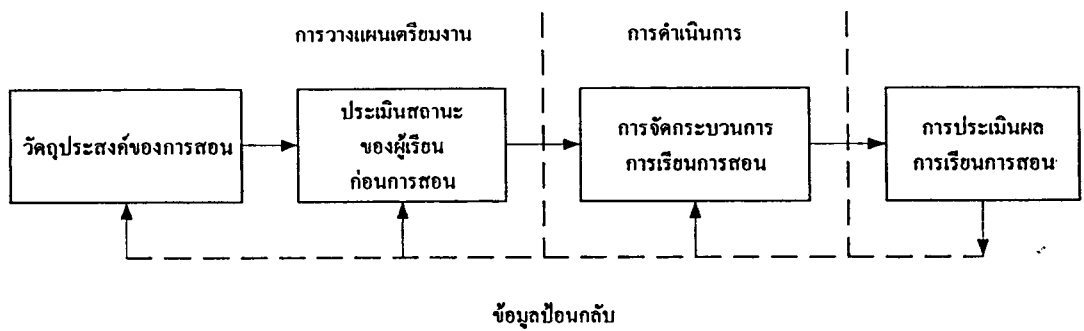 การวางแผนเตรียมงาน
การดำเนินการ
วัตถุประสงค์ของการสอน
ประเมินสถานะ
ของผู้เรียน
ก่อนการสอน
การจัดกระบวนการ
การเรียนการสอน
การประเมินผล
การเรียนการสอน
ข้อมูลป้อนกลับ